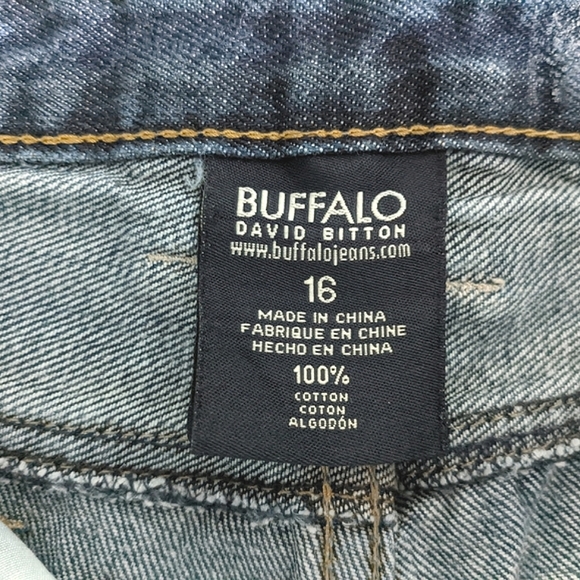 BUFFALO
DAVID BITTON
www.buffalojeans.com
16
MADE IN CHINA
FABRIQUE EN CHINE
HECHO EN CHINA
100%
COTTON
COTON
ALGODÓN